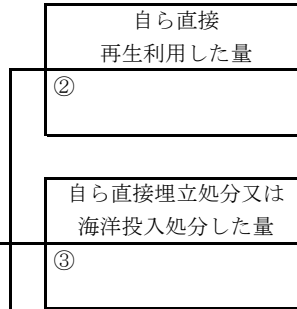 自ら直接
再生利用した量
②
自ら直接埋立処分又は
海洋投入処分した量
③